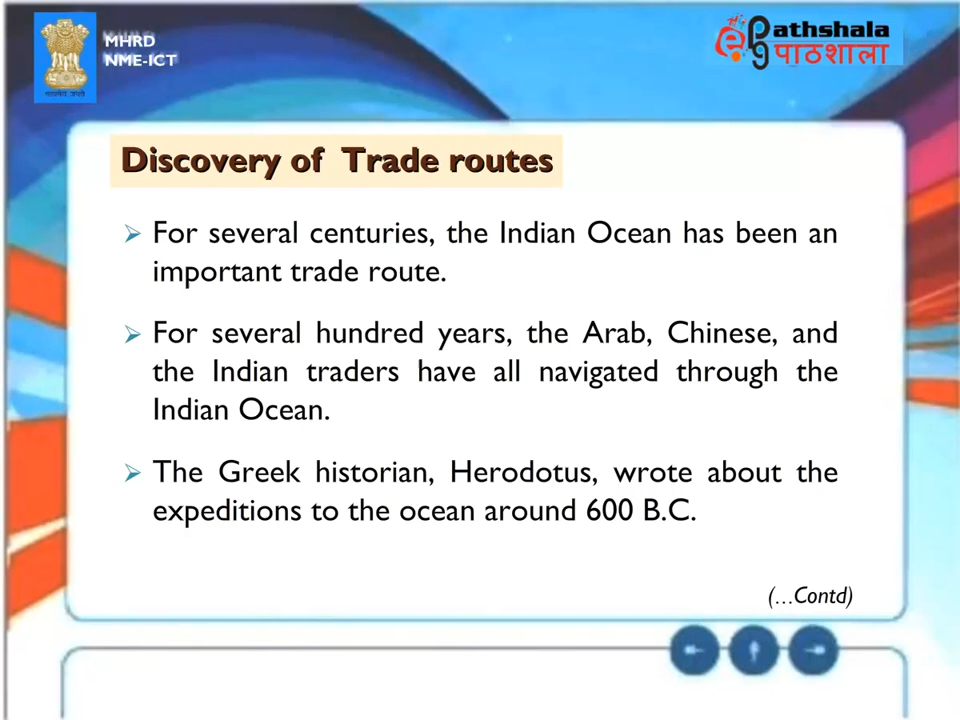 MHRD
NME-ICT
e pg athshala
पाठशाला
Discovery of Trade routes
For several centuries, the Indian Ocean has been an
important trade route.
For several hundred years, the Arab, Chinese, and
the Indian traders have all navigated through the
Indian Ocean.
The Greek historian, Herodotus, wrote about the
expeditions to the ocean around 600 B.C.
(...Contd)